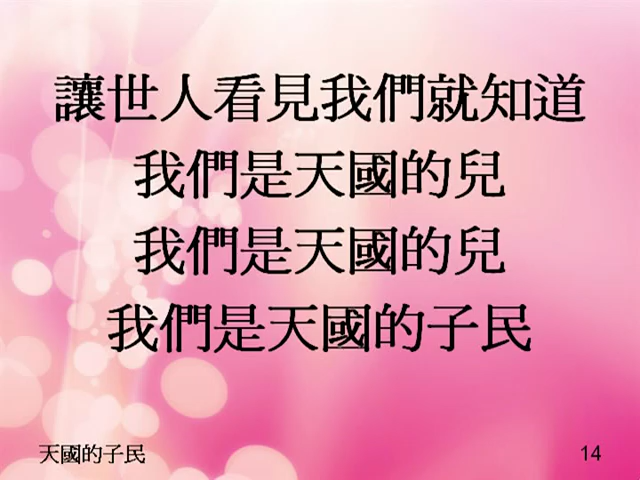 讓世人看見我們就知道
我們是天國的兒
我們是天國的兒
我們是天國的子民
天國的子民
14